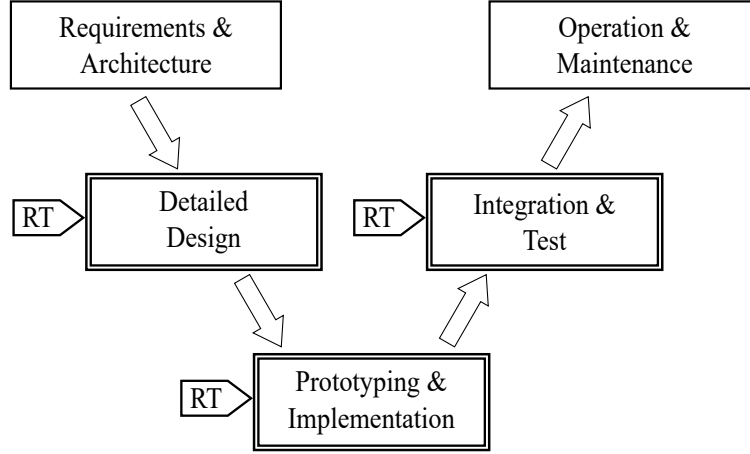 Requirements &
Architecture
Operation &
Maintenance
RT
Detailed
Design
RT
Integration &
Test
RT
Prototyping &
Implementation